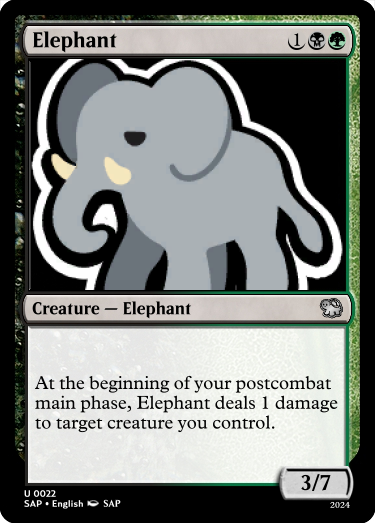 Elephant 1
Creature — Elephant
At the beginning of your postcombat
main phase, Elephant deals 1 damage
to target creature you control.
3/7
U 0022
SAP • English SAP
2024